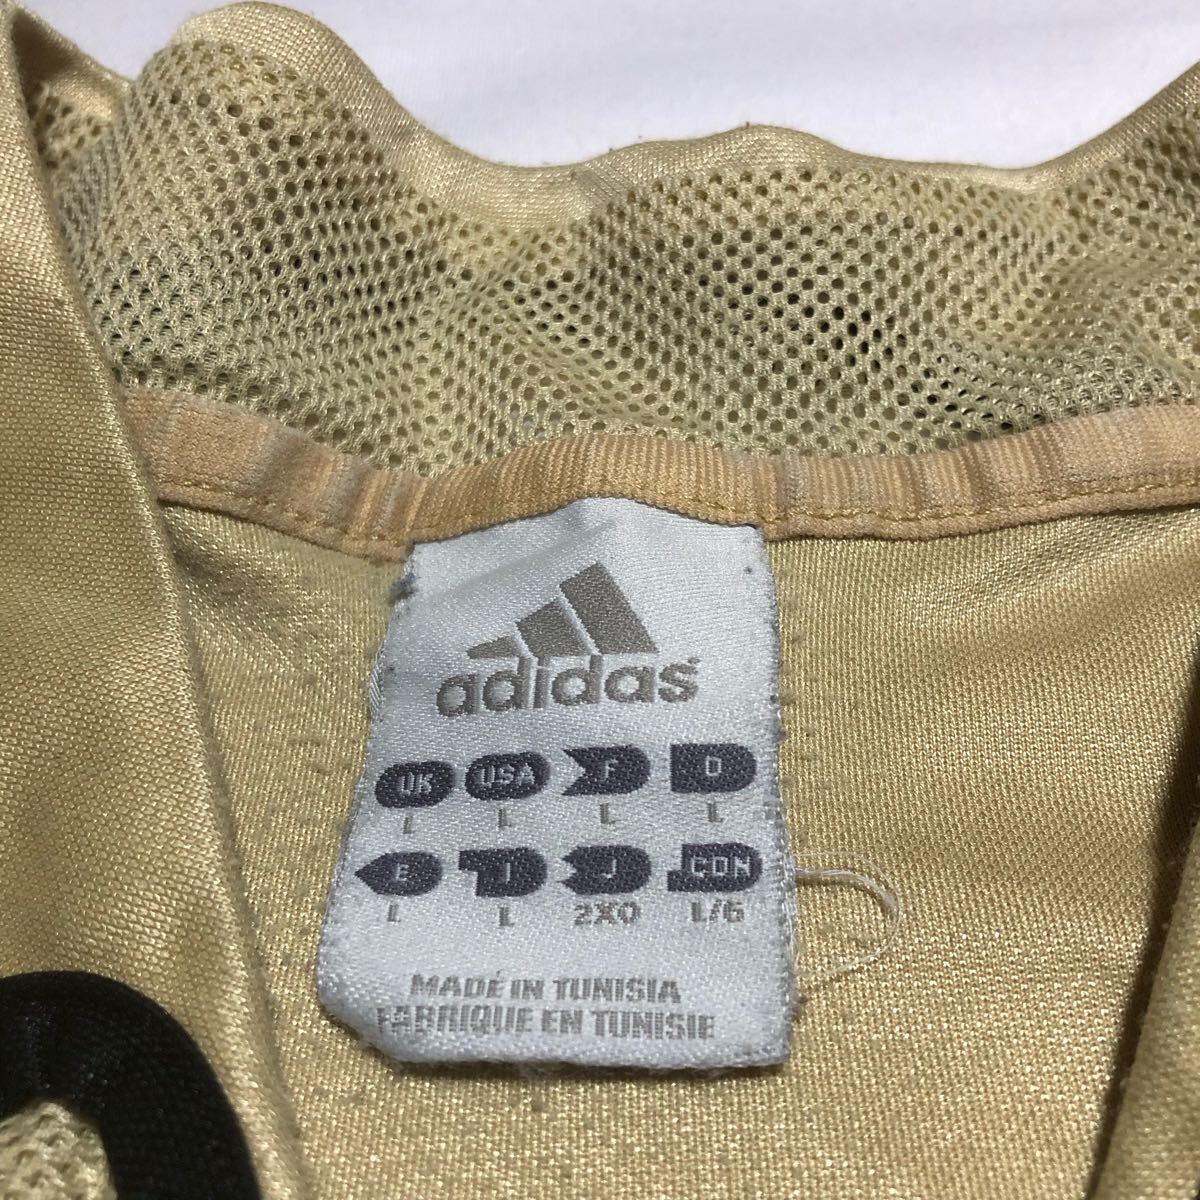 adidas
UK USA F D
L L L L
E I J CDN
L L 2XO L/G
MADE IN TUNISIA
FABRIQUE EN TUNISIE